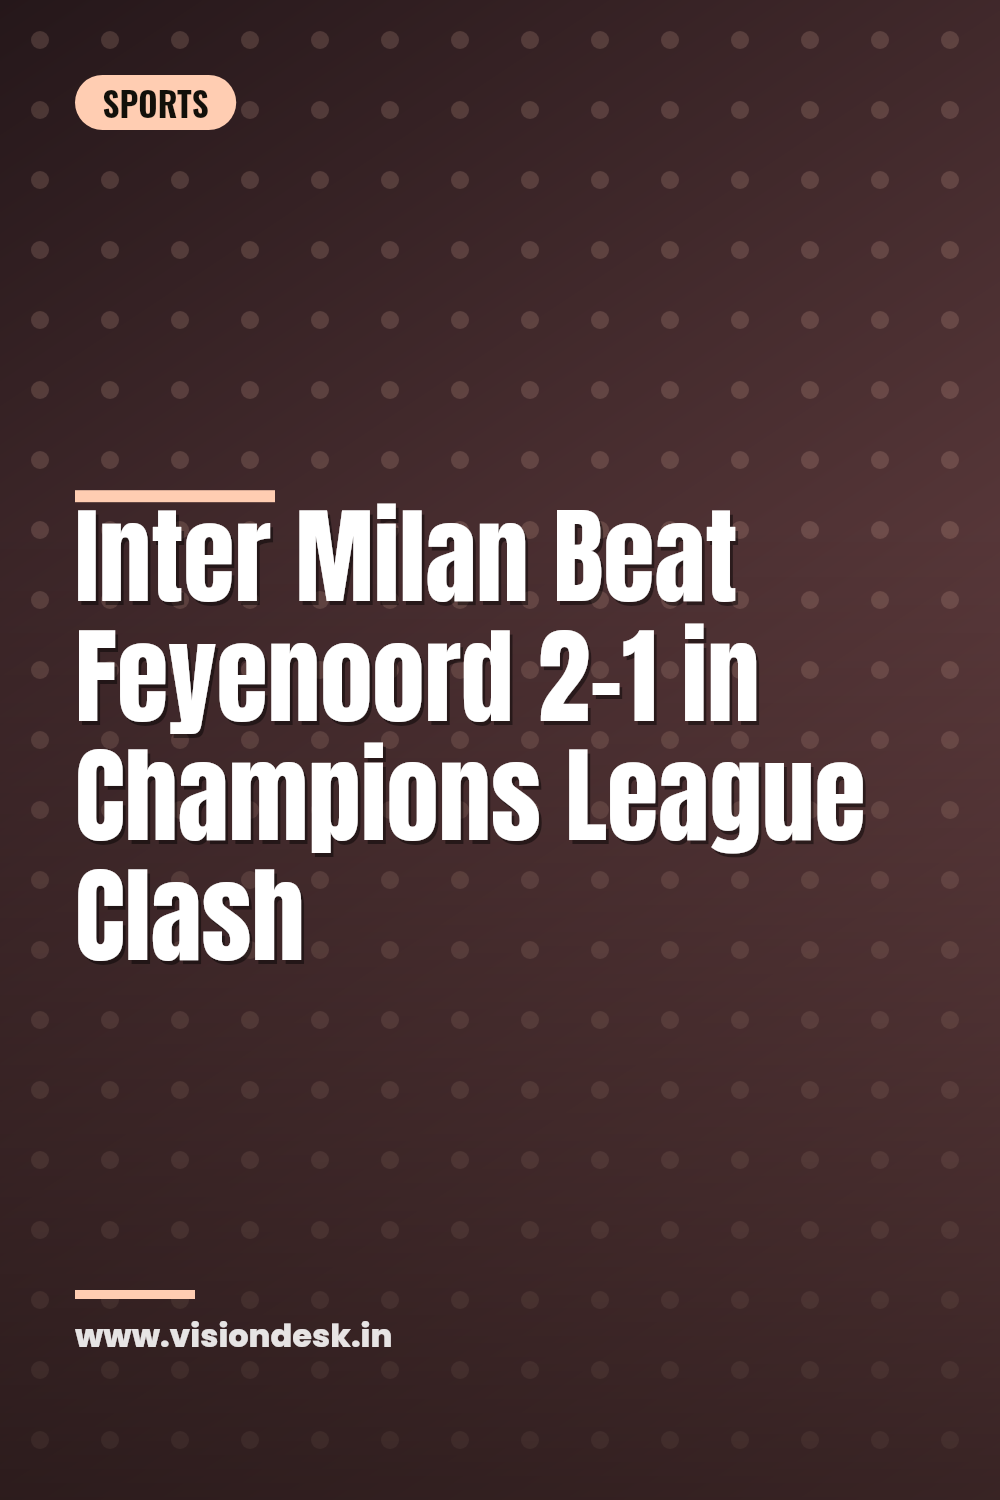 SPORTS
Inter Milan Beat
Feyenoord 2-1 in
Champions League
Clash
www.visiondesk.in